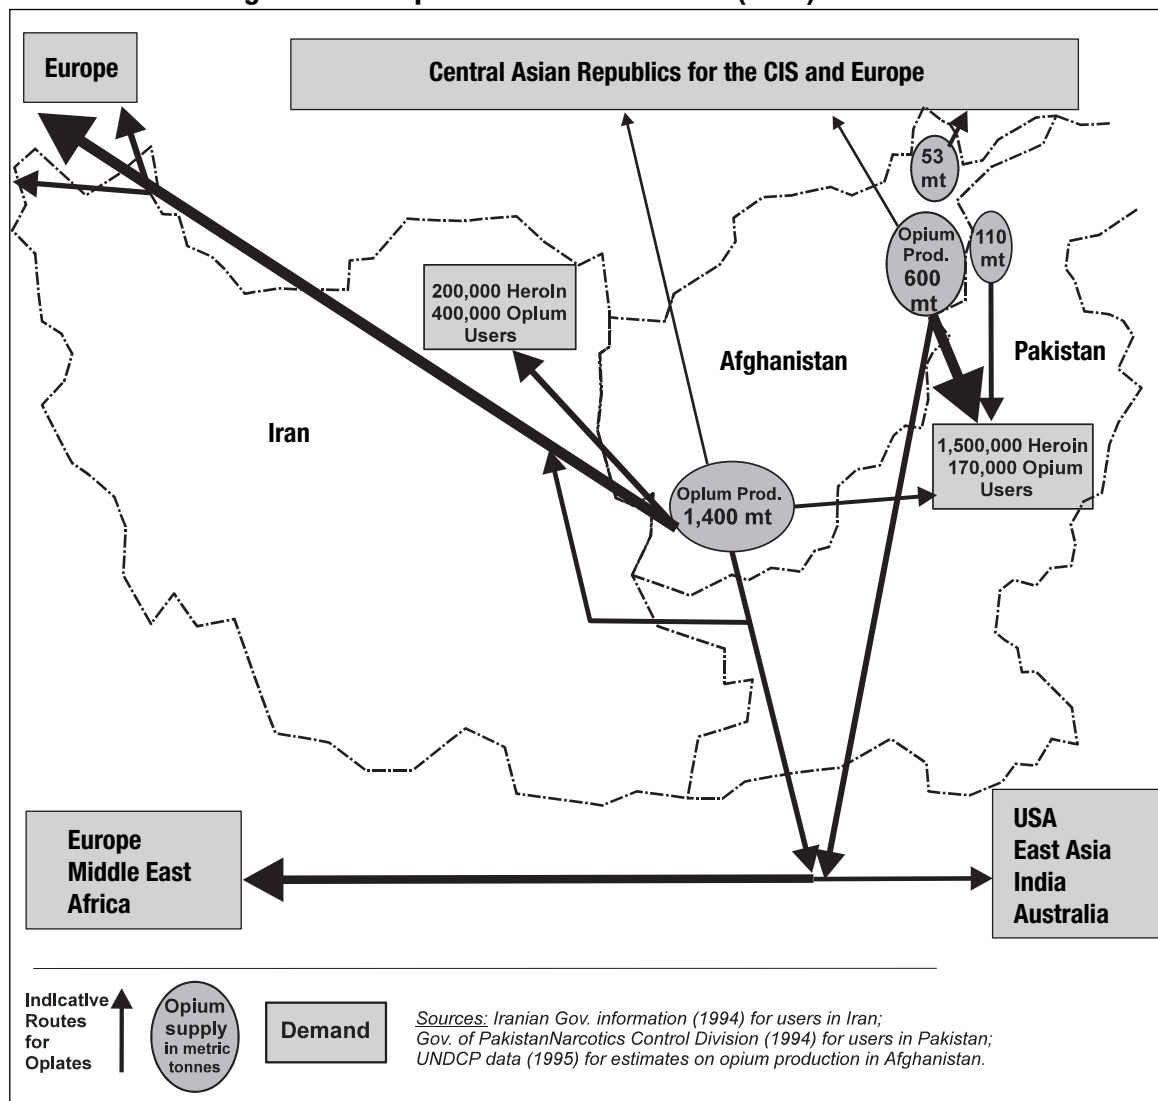 Europe
Central Asian Republics for the CIS and Europe
53
mt
Opium
Prod.
600
mt
110
mt
200,000 HeroIn
400,000 OpIum
Users
Afghanistan
Pakistan
Iran
1,500,000 Heroin
170,000 Opium
Users
OpIum Prod.
1,400 mt
Europe
Middle East
Africa
USA
East Asia
India
Australia
IndIcatIve
Routes
for
OpIates
Opium
supply
in metric
tonnes
Demand
Sources: Iranian Gov. information (1994) for users in Iran;
Gov. of PakistanNarcotics Control Division (1994) for users in Pakistan;
UNDCP data (1995) for estimates on opium production in Afghanistan.